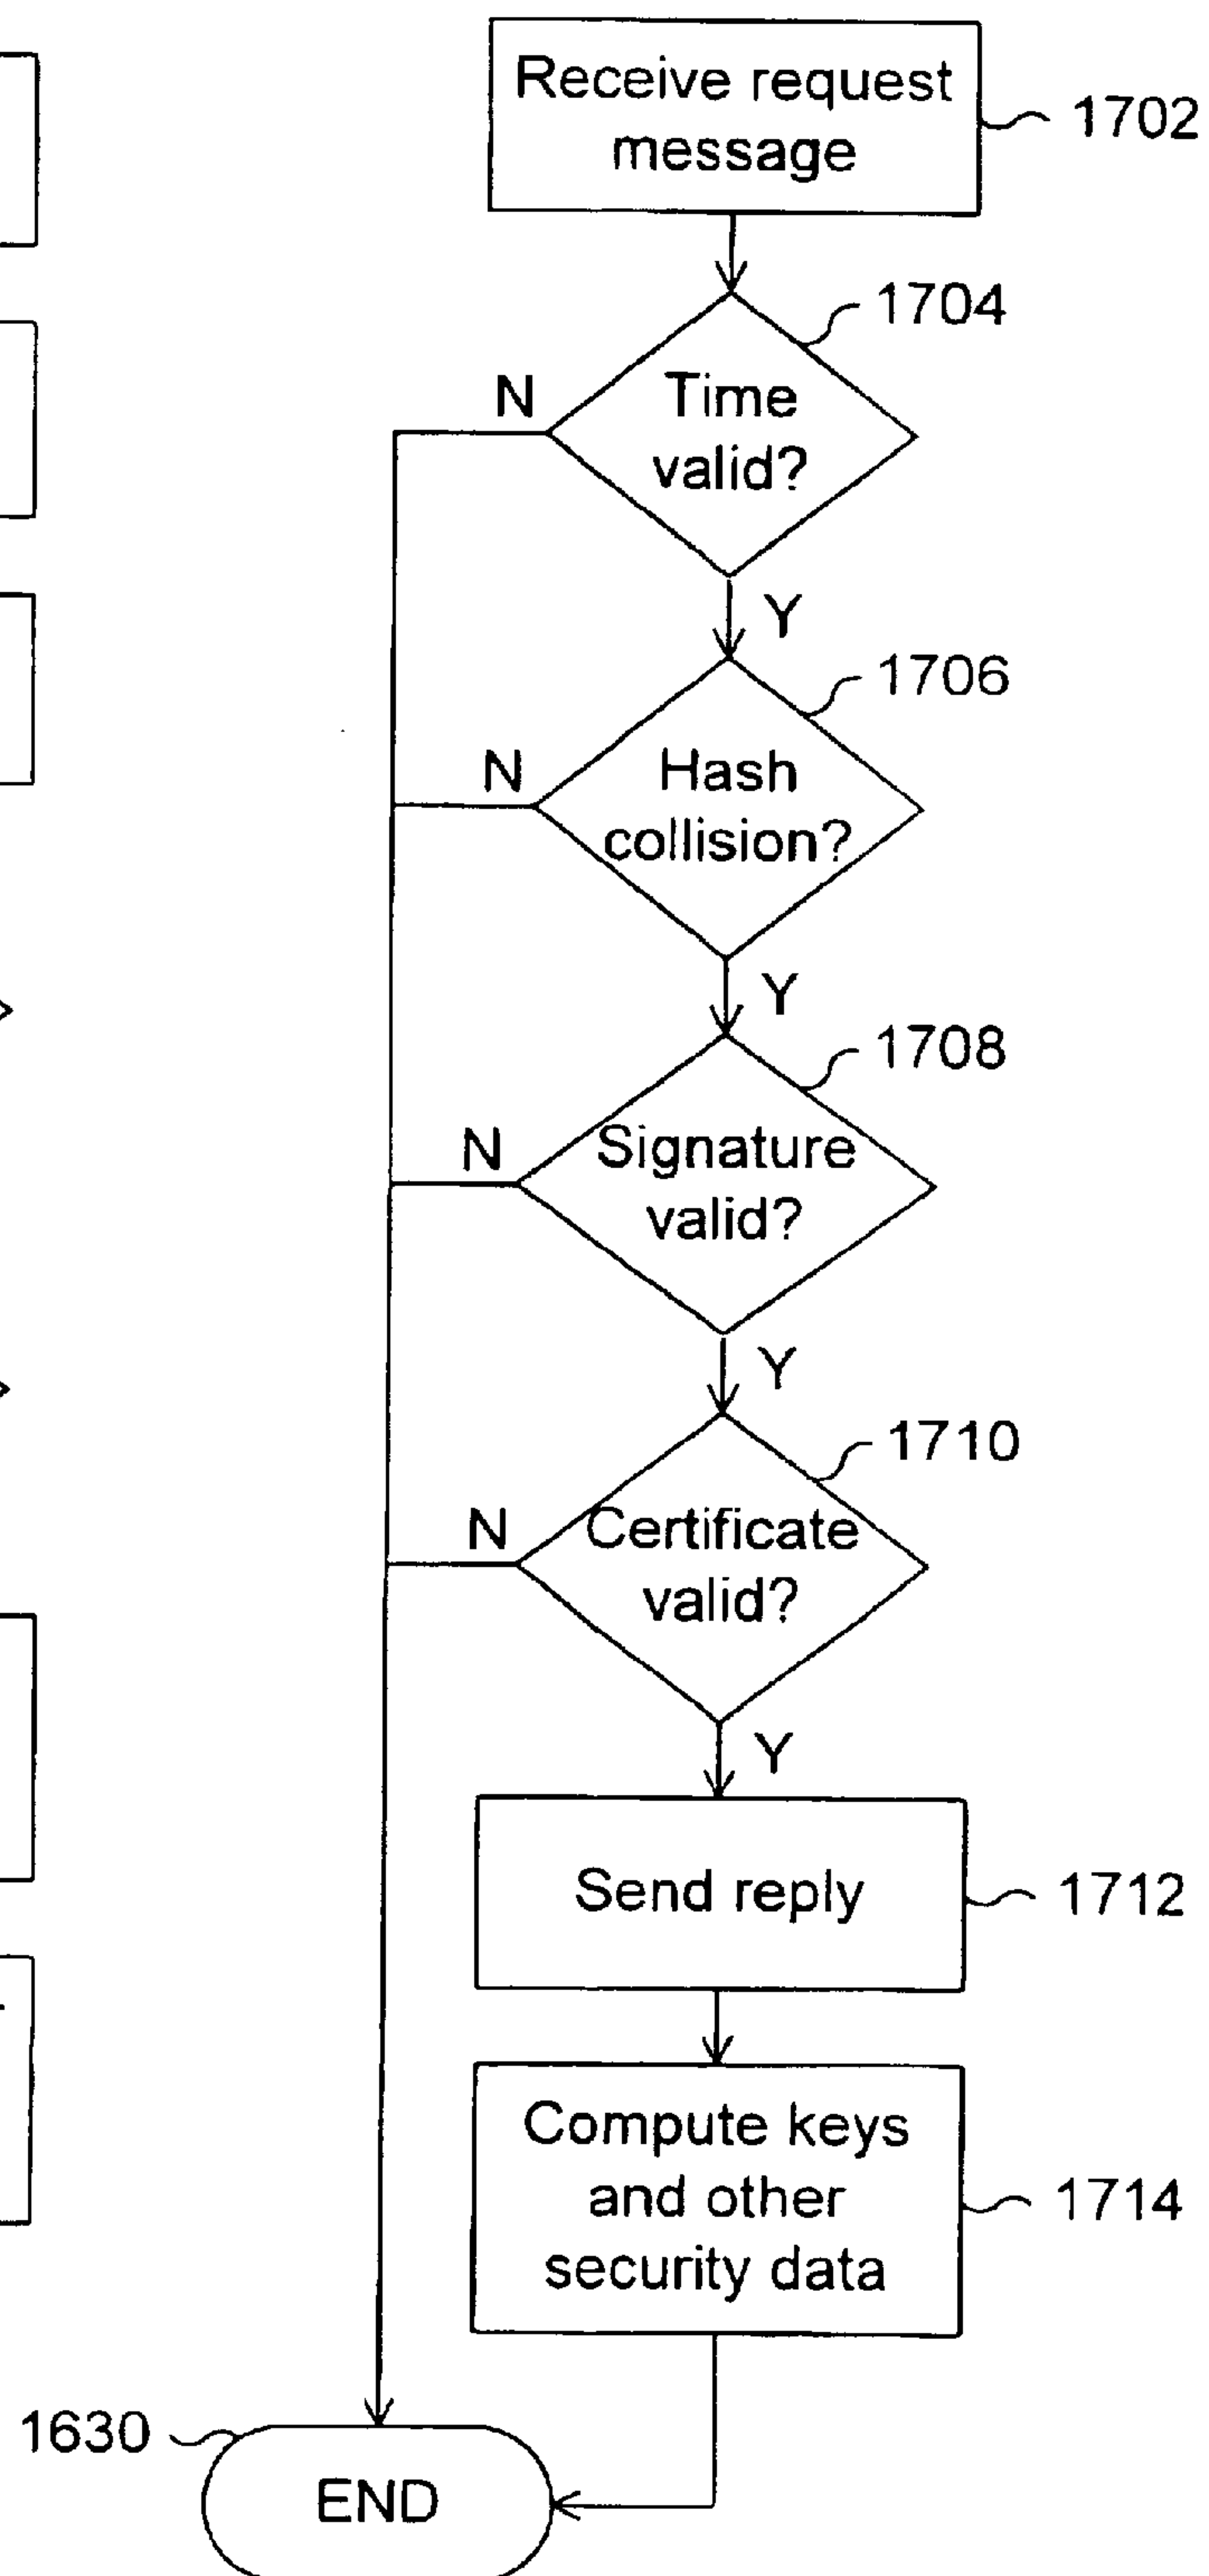 Receive request
message
1702
1704
N
Time
valid?
Y
1706
N
Hash
collision?
Y
1708
N
Signature
valid?
Y
1710
N
Certificate
valid?
Y
Send reply
1712
Compute keys
and other
security data
1714
1630
END